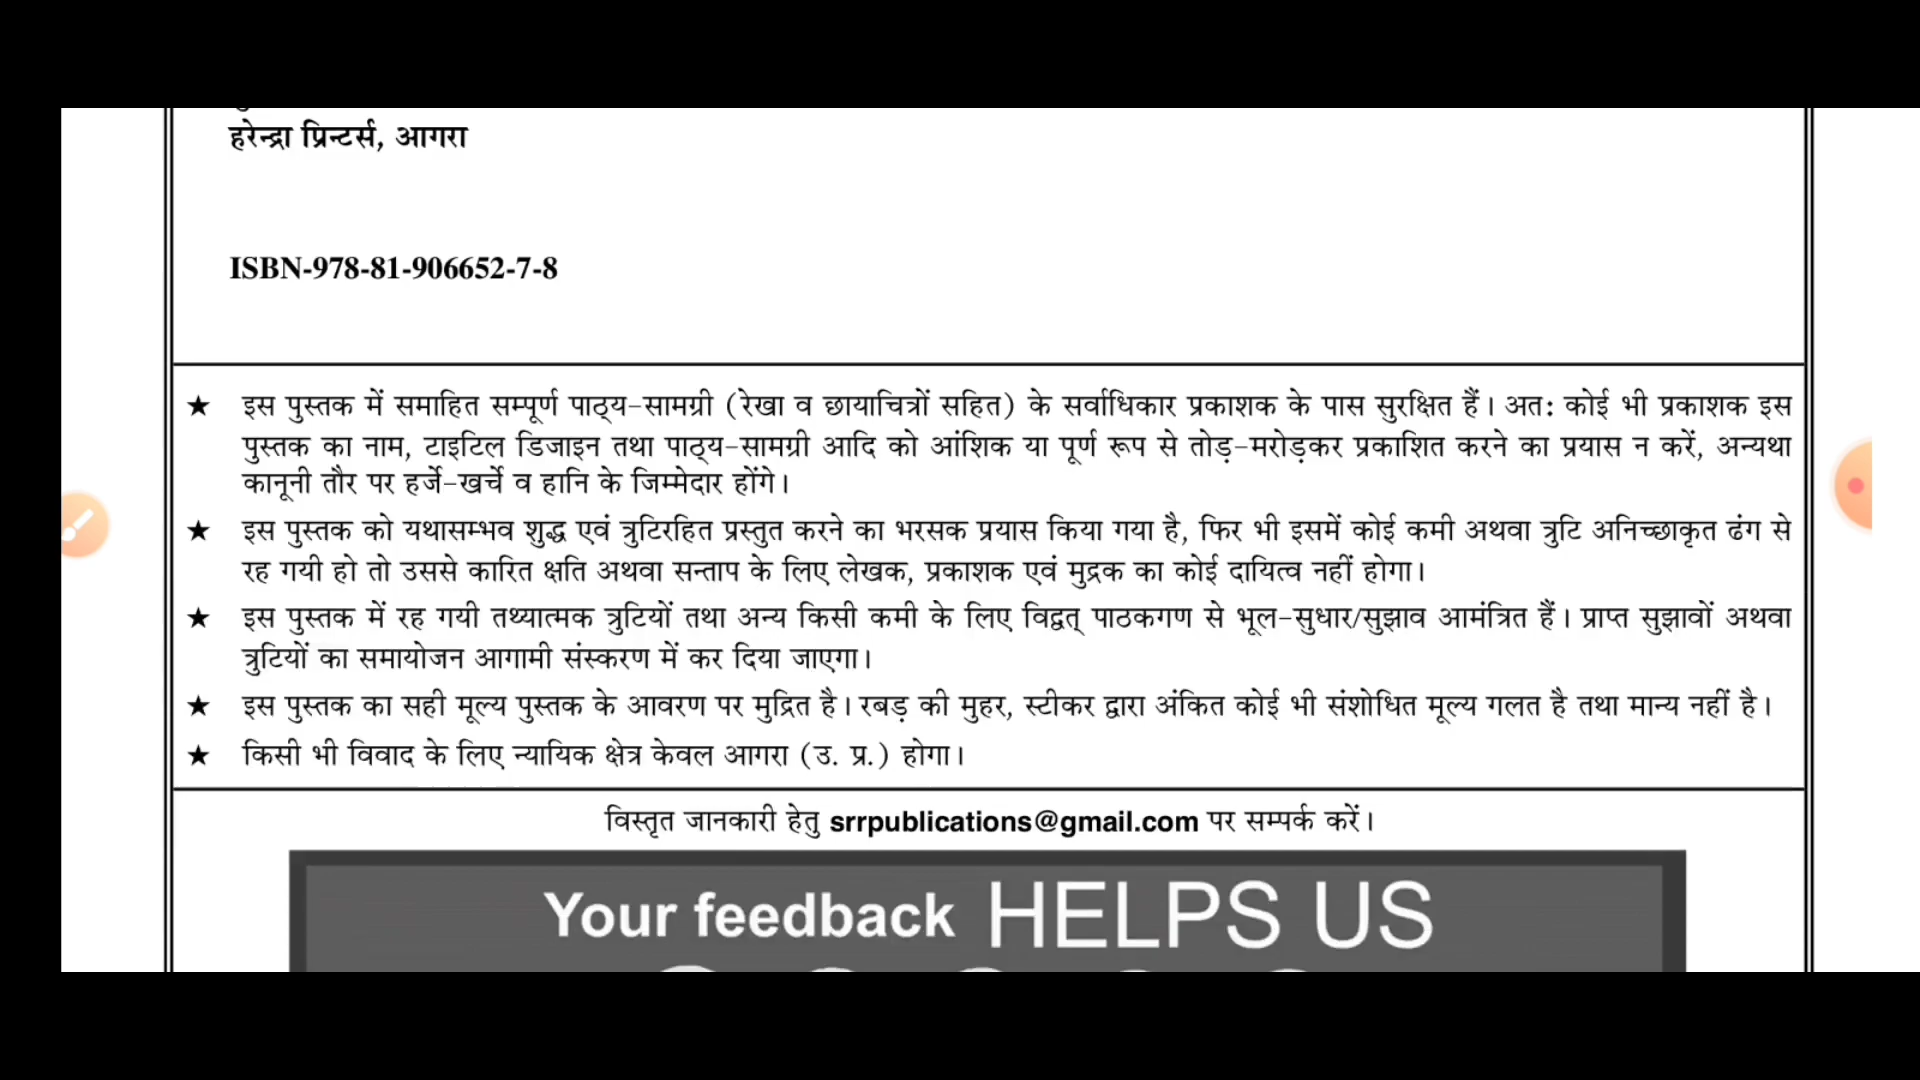 हरेन्द्रा प्रिन्टर्स, आगरा
ISBN-978-81-906652-7-8
★ इस पुस्तक में समाहित सम्पूर्ण पाठ्य-सामग्री (रेखा व छायाचित्रों सहित) के सर्वाधिकार प्रकाशक के पास सुरक्षित हैं। अत: कोई भी प्रकाशक इस
पुस्तक का नाम, टाइटिल डिजाइन तथा पाठ्य-सामग्री आदि को आंशिक या पूर्ण रूप से तोड़-मरोड़कर प्रकाशित करने का प्रयास न करें, अन्यथा
कानूनी तौर पर हर्जे-खर्चे व हानि के जिम्मेदार होंगे।
★ इस पुस्तक को यथासम्भव शुद्ध एवं त्रुटिरहित प्रस्तुत करने का भरसक प्रयास किया गया है, फिर भी इसमें कोई कमी अथवा त्रुटि अनिच्छाकृत ढंग से
रह गयी हो तो उससे कारित क्षति अथवा सन्ताप के लिए लेखक, प्रकाशक एवं मुद्रक का कोई दायित्व नहीं होगा।
★ इस पुस्तक में रह गयी तथ्यात्मक त्रुटियों तथा अन्य किसी कमी के लिए विद्वत् पाठकगण से भूल-सुधार/सुझाव आमंत्रित हैं। प्राप्त सुझावों अथवा
त्रुटियों का समायोजन आगामी संस्करण में कर दिया जाएगा।
★ इस पुस्तक का सही मूल्य पुस्तक के आवरण पर मुद्रित है। रबड़ की मुहर, स्टीकर द्वारा अंकित कोई भी संशोधित मूल्य गलत है तथा मान्य नहीं है।
★ किसी भी विवाद के लिए न्यायिक क्षेत्र केवल आगरा (उ. प्र.) होगा।
विस्तृत जानकारी हेतु srrpublications@gmail.com पर सम्पर्क करें।
Your feedback HELPS US